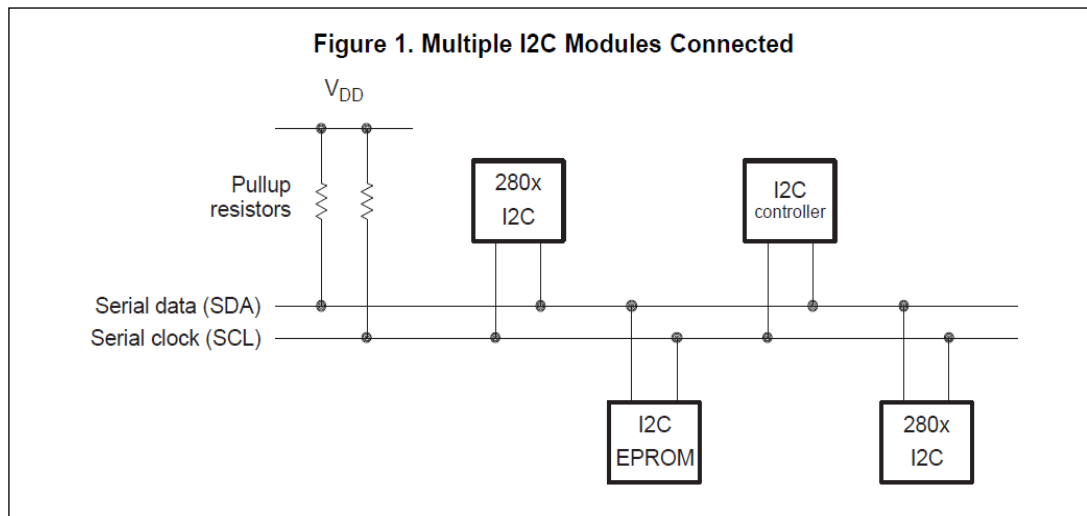 Figure 1. Multiple I2C Modules Connected
VDD
Pullup
resistors
280x
I2C
I2C
controller
Serial data (SDA)
Serial clock (SCL)
I2C
EPROM
280x
I2C